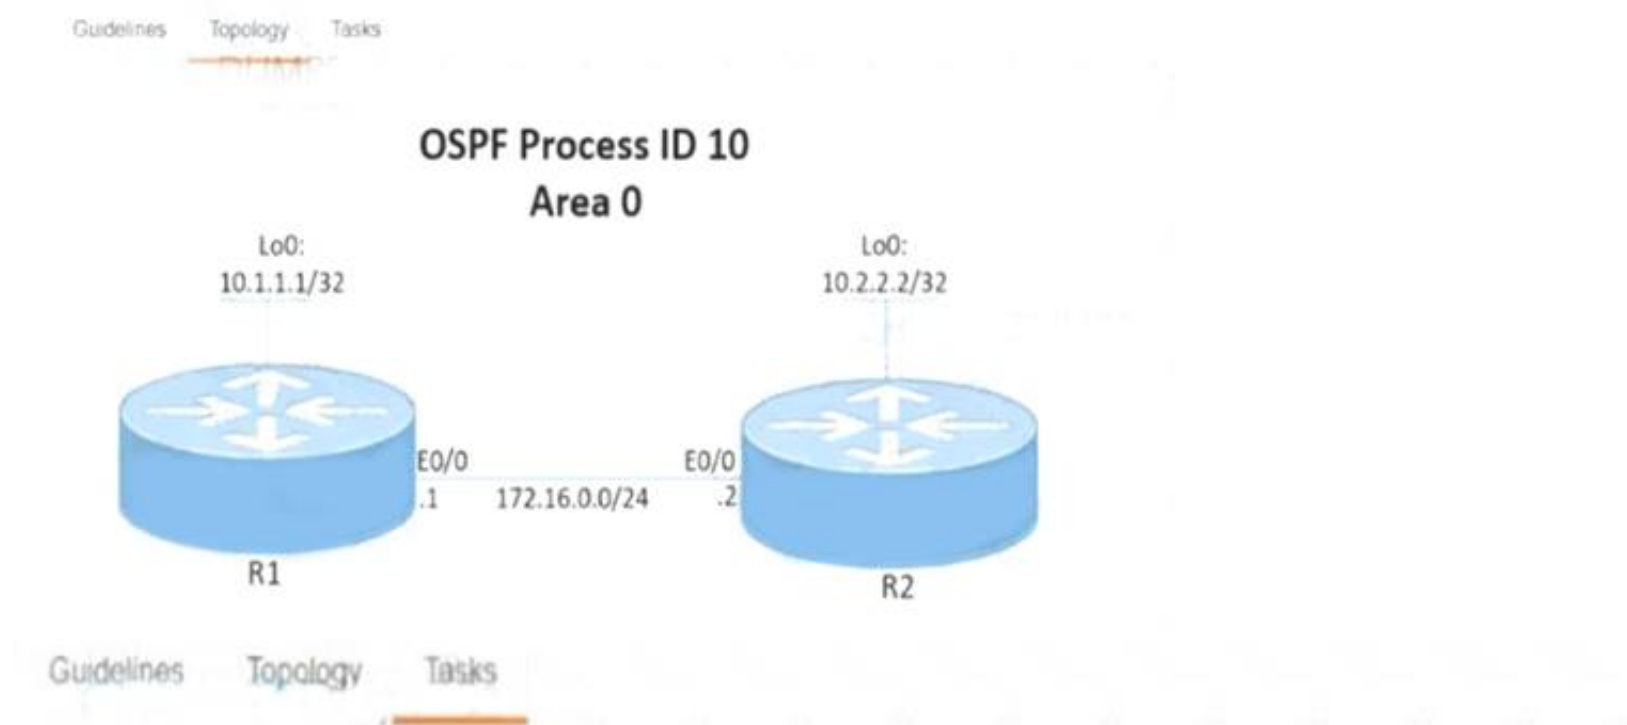 Guidelines Topology Tasks
OSPF Process ID 10
Area 0
Lo0:
10.1.1.1/32
Lo0:
10.2.2.2/32
E0/0
.1
172.16.0.0/24
E0/0
.2
R1
R2
Guidelines Topology Tasks